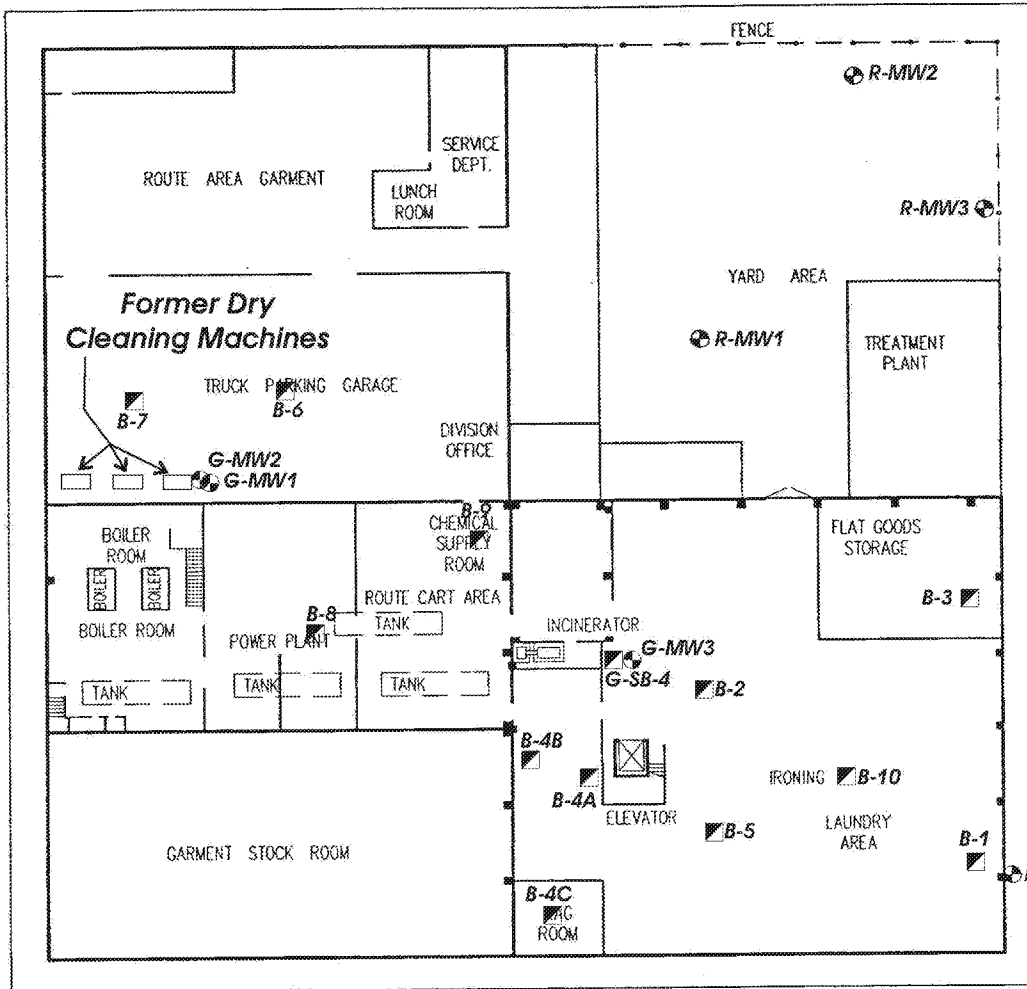 FENCE
R-MW2
SERVICE
DEPT.
ROUTE AREA GARMENT
LUNCH
ROOM
R-MW3
YARD AREA
Former Dry
Cleaning Machines
R-MW1
TREATMENT
PLANT
TRUCK PARKING GARAGE
B-7
B-6
DIVISION
OFFICE
G-MW2
G-MW1
B-9
CHEMICAL
SUPPLY
ROOM
BOILER
ROOM
FLAT GOODS
STORAGE
BOILER
BOILER
ROUTE CART AREA
B-3
B-8
TANK
INCINERATOR
BOILER ROOM
POWER PLANT
G-MW3
G-SB-4
TANK
TANK
TANK
B-2
B-4B
B-4A
IRONING
B-10
ELEVATOR
B-5
LAUNDRY
AREA
B-1
GARMENT STOCK ROOM
B-4C
ROOM